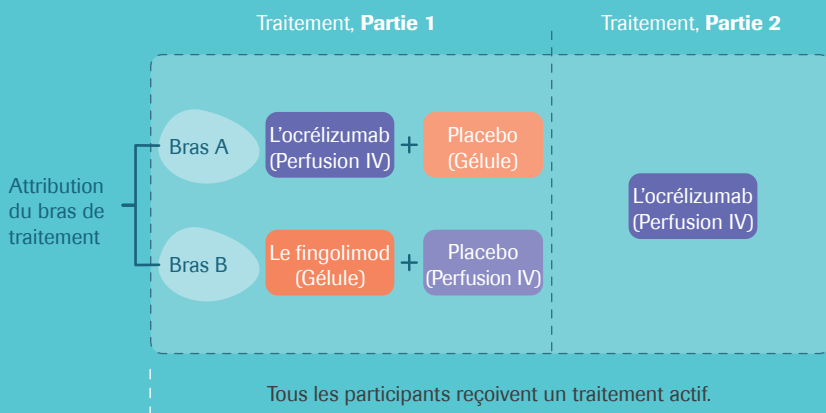 Traitement, Partie 1
Traitement, Partie 2
Attribution
du bras de
traitement
Bras A
L'ocrélizumab
(Perfusion IV)
+
Placebo
(Gélule)
Bras B
Le fingolimod
(Gélule)
+
Placebo
(Perfusion IV)
L'ocrélizumab
(Perfusion IV)
Tous les participants reçoivent un traitement actif.